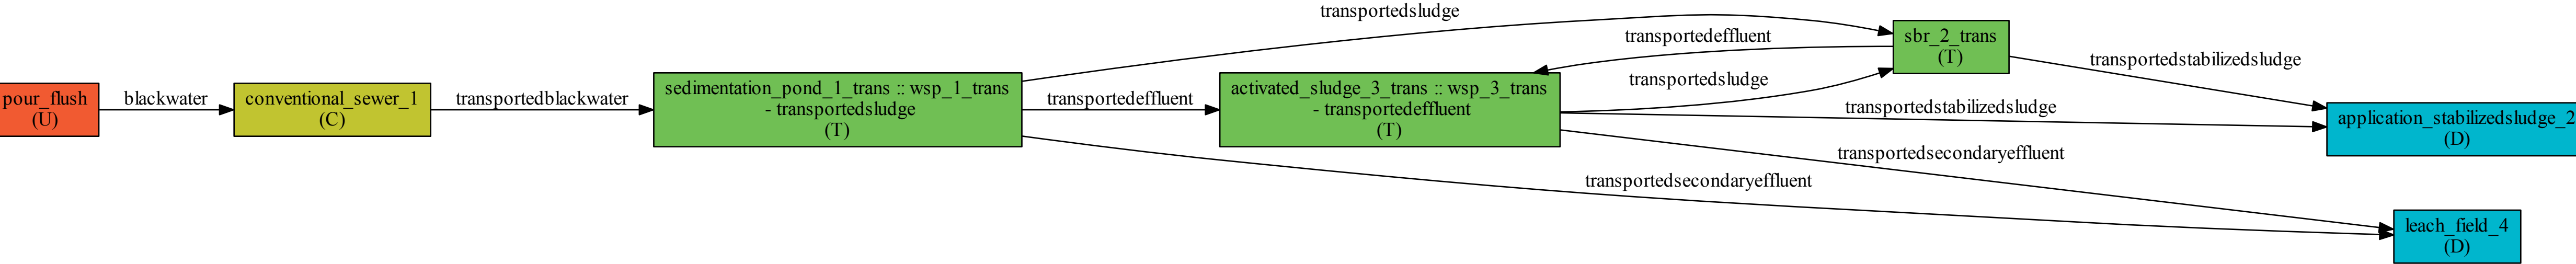 pour_flush
(U)
blackwater
conventional_sewer_1
(C)
transportedblackwater
sedimentation_pond_1_trans :: wsp_1_trans
- transportedsludge
(T)
transportedsludge
transportedeffluent
transportedsecondaryeffluent
activated_sludge_3_trans :: wsp_3_trans
- transportedeffluent
(T)
transportedeffluent
transportedsludge
transportedstabilizedsludge
transportedsecondaryeffluent
sbr_2_trans
(T)
transportedstabilizedsludge
application_stabilizedsludge_2
(D)
leach_field_4
(D)